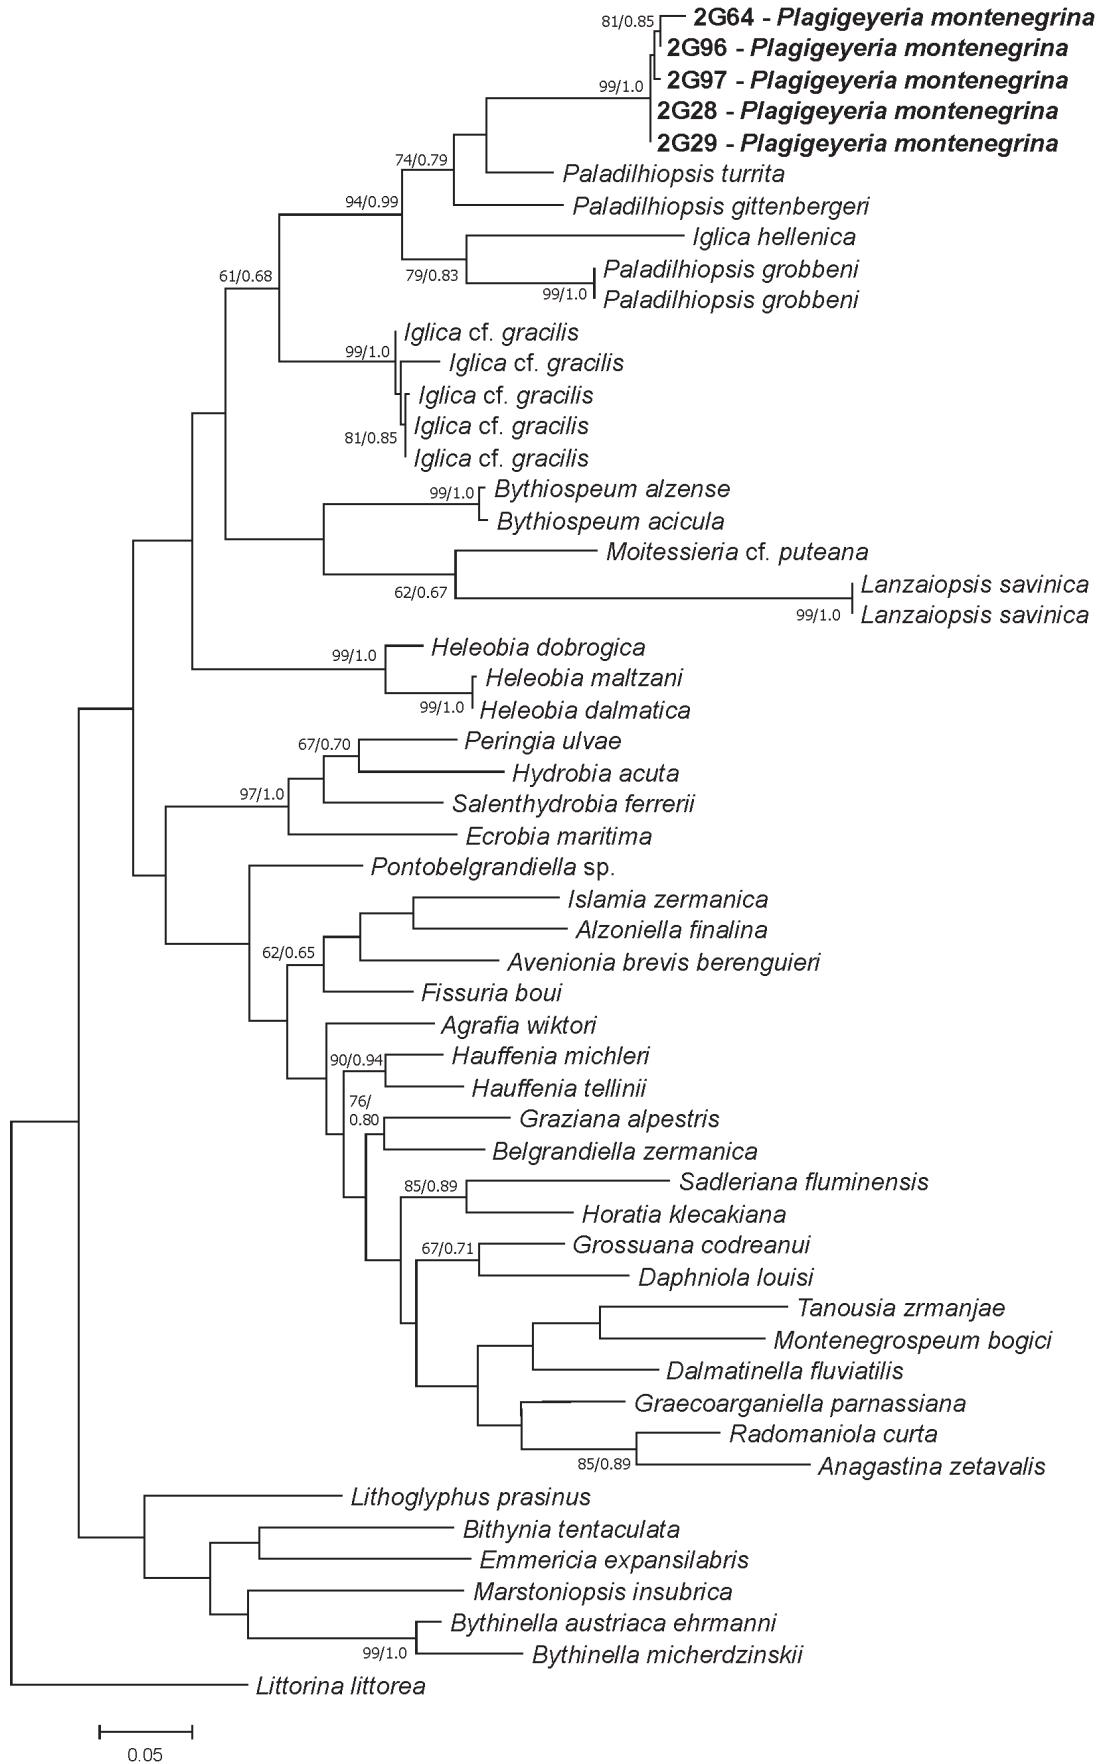 81/0.85
2G64 - Plagigeyeria montenegrina
2G96 - Plagigeyeria montenegrina
2G97 - Plagigeyeria montenegrina
99/1.0
2G28 - Plagigeyeria montenegrina
2G29 - Plagigeyeria montenegrina
74/0.79
Paladilhiopsis turrita
94/0.99
Paladilhiopsis gittenbergeri
Iglica hellenica
61/0.68
79/0.83
Paladilhiopsis grobbeni
99/1.0
Paladilhiopsis grobbeni
Iglica cf. gracilis
99/1.0
Iglica cf. gracilis
Iglica cf. gracilis
Iglica cf. gracilis
81/0.85
Iglica cf. gracilis
99/1.0
Bythiospeum alzense
Bythiospeum acicula
Moitessieria cf. puteana
62/0.67
Lanzaiopsis savinica
99/1.0
Lanzaiopsis savinica
Heleobia dobrogica
99/1.0
Heleobia maltzani
99/1.0
Heleobia dalmatica
67/0.70
Peringia ulvae
Hydrobia acuta
97/1.0
Salenthydrobia ferrerii
Ecrobia maritima
Pontobelgrandiella sp.
Islamia zermanica
Alzoniella finalina
62/0.65
Avenionia brevis berenguieri
Fissuria boui
Agrafia wiktori
90/0.94
Hauffenia michleri
Hauffenia tellinii
76/
0.80
Graziana alpestris
Belgrandiella zermanica
85/0.89
Sadleriana fluminensis
Horatia klecakiana
67/0.71
Grossuana codreanui
Daphniola louisi
Tanousia zrmanjae
Montenegrospeum bogici
Dalmatinella fluviatilis
Graecoarganiella parnassiana
Radomaniola curta
85/0.89
Anagastina zetavalis
Lithoglyphus prasinus
Bithynia tentaculata
Emmericia expansilabris
Marstoniopsis insubrica
Bythinella austriaca ehrmanni
99/1.0
Bythinella micherdzinskii
Littorina littorea
0.05